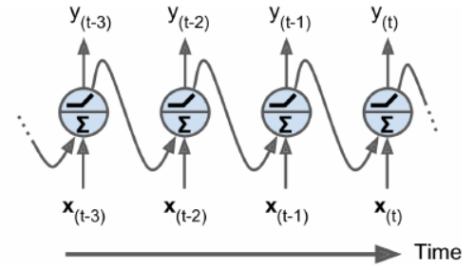 y(t-3) y(t-2) y(t-1) y(t)
Σ Σ Σ Σ
x(t-3) x(t-2) x(t-1) x(t)
Time